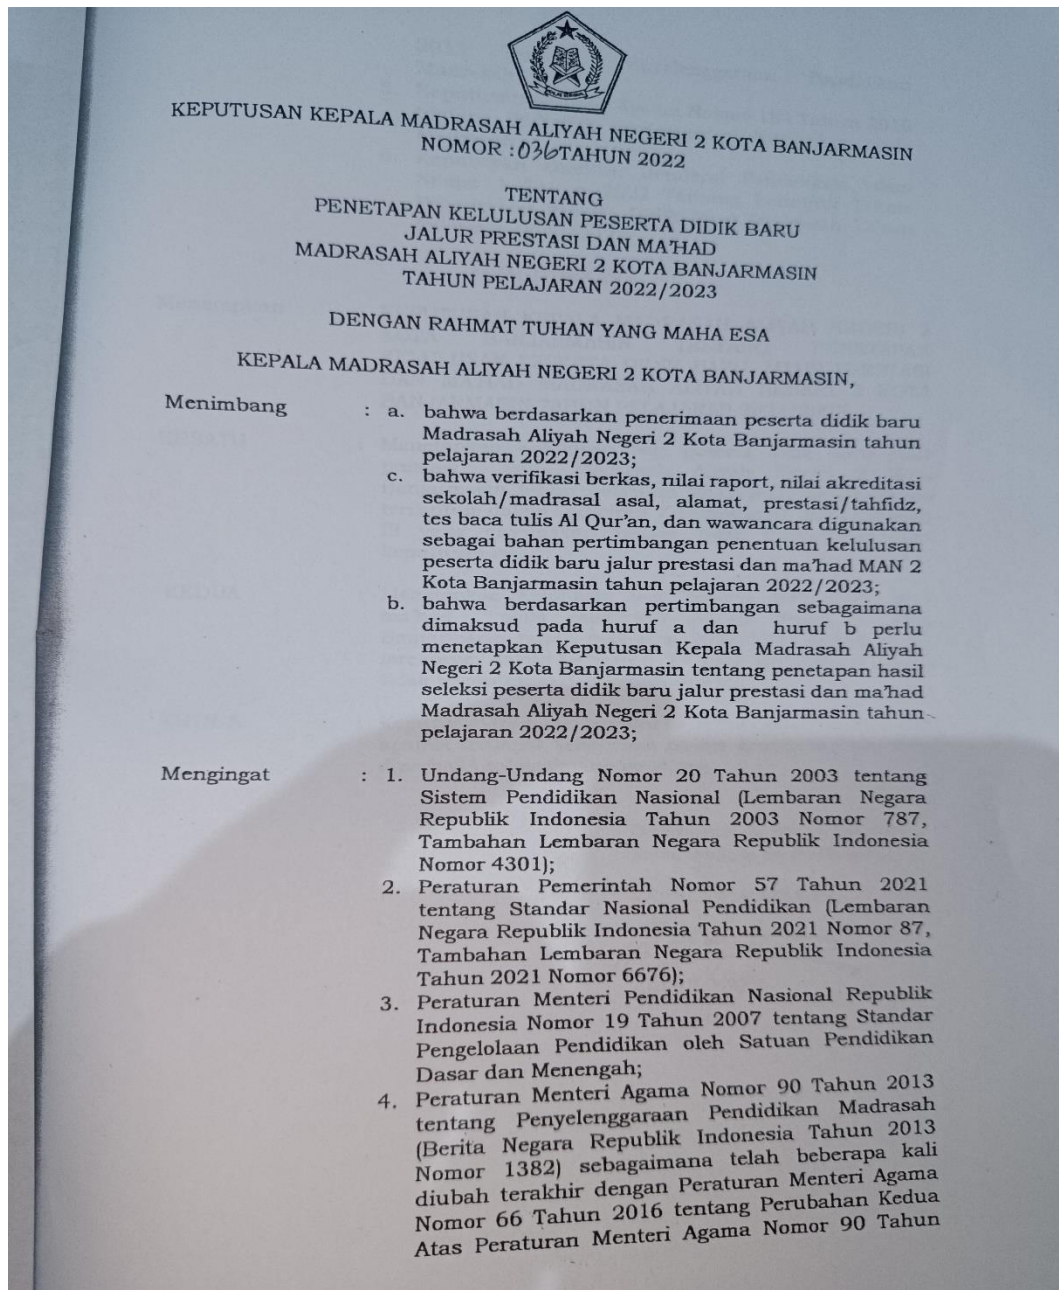 KEPUTUSAN KEPALA MADRASAH ALIYAH NEGERI 2 KOTA BANJARMASIN
NOMOR : 036 TAHUN 2022
TENTANG
PENETAPAN KELULUSAN PESERTA DIDIK BARU
JALUR PRESTASI DAN MA'HAD
MADRASAH ALIYAH NEGERI 2 KOTA BANJARMASIN
TAHUN PELAJARAN 2022/2023
DENGAN RAHMAT TUHAN YANG MAHA ESA
KEPALA MADRASAH ALIYAH NEGERI 2 KOTA BANJARMASIN,
Menimbang : a. bahwa berdasarkan penerimaan peserta didik baru
Madrasah Aliyah Negeri 2 Kota Banjarmasin tahun
pelajaran 2022/2023;
c. bahwa verifikasi berkas, nilai raport, nilai akreditasi
sekolah/madrasal asal, alamat, prestasi/tahfidz,
tes baca tulis Al Qur'an, dan wawancara digunakan
sebagai bahan pertimbangan penentuan kelulusan
peserta didik baru jalur prestasi dan ma'had MAN 2
Kota Banjarmasin tahun pelajaran 2022/2023;
b. bahwa berdasarkan pertimbangan sebagaimana
dimaksud pada huruf a dan huruf b perlu
menetapkan Keputusan Kepala Madrasah Aliyah
Negeri 2 Kota Banjarmasin tentang penetapan hasil
seleksi peserta didik baru jalur prestasi dan ma'had
Madrasah Aliyah Negeri 2 Kota Banjarmasin tahun
pelajaran 2022/2023;
Mengingat : 1. Undang-Undang Nomor 20 Tahun 2003 tentang
Sistem Pendidikan Nasional (Lembaran Negara
Republik Indonesia Tahun 2003 Nomor 787,
Tambahan Lembaran Negara Republik Indonesia
Nomor 4301);
2. Peraturan Pemerintah Nomor 57 Tahun 2021
tentang Standar Nasional Pendidikan (Lembaran
Negara Republik Indonesia Tahun 2021 Nomor 87,
Tambahan Lembaran Negara Republik Indonesia
Tahun 2021 Nomor 6676);
3. Peraturan Menteri Pendidikan Nasional Republik
Indonesia Nomor 19 Tahun 2007 tentang Standar
Pengelolaan Pendidikan oleh Satuan Pendidikan
Dasar dan Menengah;
4. Peraturan Menteri Agama Nomor 90 Tahun 2013
tentang Penyelenggaraan Pendidikan Madrasah
(Berita Negara Republik Indonesia Tahun 2013
Nomor 1382) sebagaimana telah beberapa kali
diubah terakhir dengan Peraturan Menteri Agama
Nomor 66 Tahun 2016 tentang Perubahan Kedua
Atas Peraturan Menteri Agama Nomor 90 Tahun